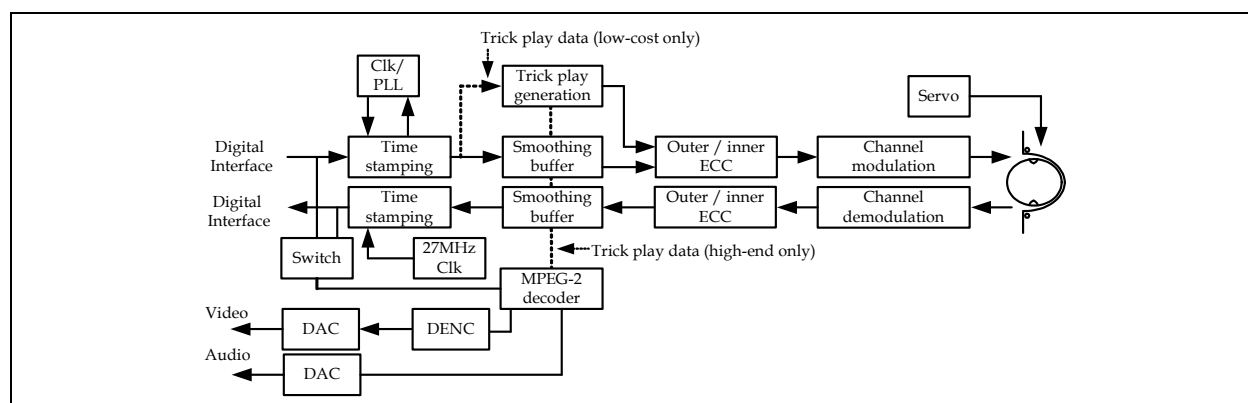 Trick play data (low-cost only)
Clk/
PLL
Trick play
generation
Servo
Digital
Interface
Time
stamping
Smoothing
buffer
Outer / inner
ECC
Channel
modulation
Digital
Interface
Time
stamping
Smoothing
buffer
Outer / inner
ECC
Channel
demodulation
Switch
27MHz
Clk
Trick play data (high-end only)
MPEG-2
decoder
Video
DAC
DENC
Audio
DAC